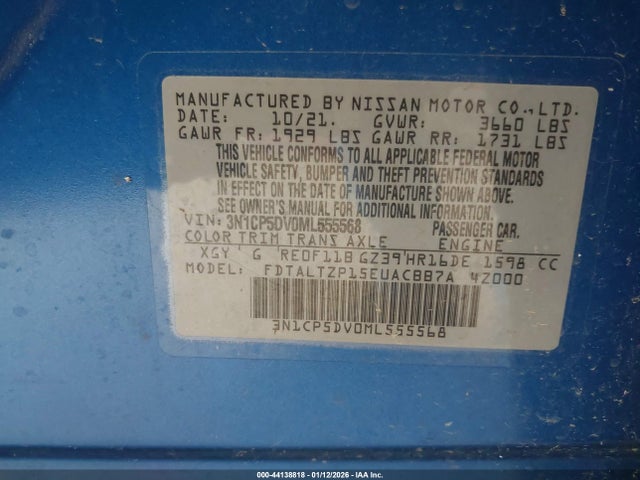 MANUFACTURED BY NISSAN MOTOR CO.,LTD.
DATE: 10/21. GVWR: 3660 LBS
GAWR FR: 1929 LBS GAWR RR: 1731 LBS
THIS VEHICLE CONFORMS TO ALL APPLICABLE FEDERAL MOTOR
VEHICLE SAFETY, BUMPER AND THEFT PREVENTION STANDARDS
IN EFFECT ON THE DATE OF MANUFACTURE SHOWN ABOVE.
SEE OWNER'S MANUAL FOR ADDITIONAL INFORMATION.
VIN: 3N1CP5DV0ML555568 PASSENGER CAR.
COLOR TRIM TRANS AXLE ENGINE
XGY G RE0F11B GZ39 HR16DE 1598 CC
MODEL: FDTALTZP15EUACBB7A 4Z000
3N1CP5DV0ML555568
000-44138818 - 01/12/2026 - IAA Inc.